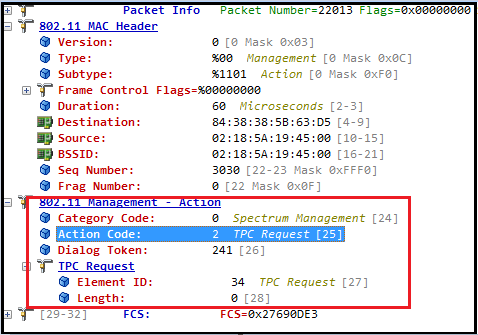 Packet Info Packet Number=22013 Flags=0x00000000
802.11 MAC Header
Version: 0 [0 Mask 0x03]
Type: %00 Management [0 Mask 0x0C]
Subtype: %1101 Action [0 Mask 0xF0]
Frame Control Flags=%00000000
Duration: 60 Microseconds [2-3]
Destination: 84:38:38:5B:63:D5 [4-9]
Source: 02:18:5A:19:45:00 [10-15]
BSSID: 02:18:5A:19:45:00 [16-21]
Seq Number: 3030 [22-23 Mask 0xFFF0]
Frag Number: 0 [22 Mask 0x0F]
802.11 Management - Action
Category Code: 0 Spectrum Management [24]
Action Code: 2 TPC Request [25]
Dialog Token: 241 [26]
TPC Request
Element ID: 34 TPC Request [27]
Length: 0 [28]
[29-32] FCS: FCS=0x27690DE3